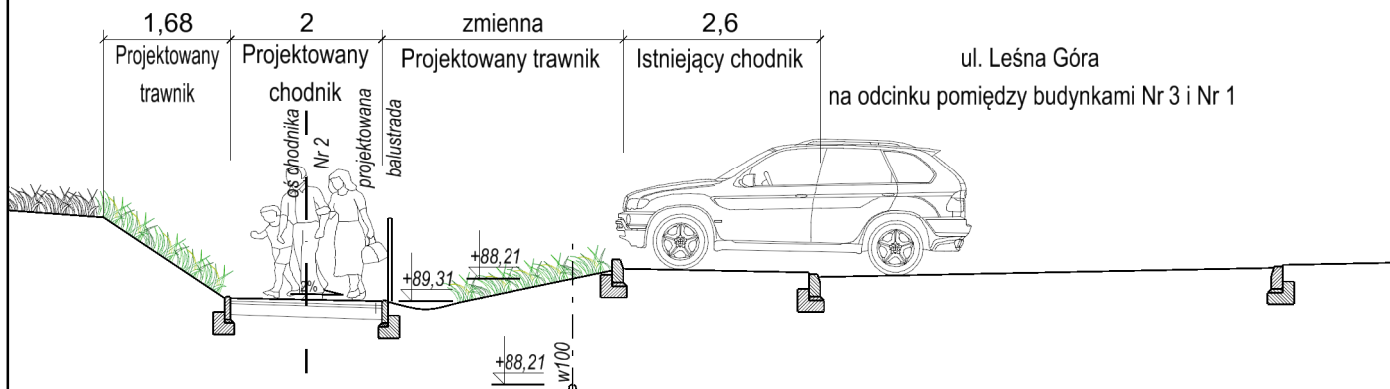 1,68
2
zmienna
2,6
Projektowany
trawnik
Projektowany
chodnik
Projektowany trawnik
Istniejący chodnik
ul. Leśna Góra
na odcinku pomiędzy budynkami Nr 3 i Nr 1
oś chodnika
Nr 2
projektowana
balustrada
2%
+89,31
+88,21
+88,21
w100